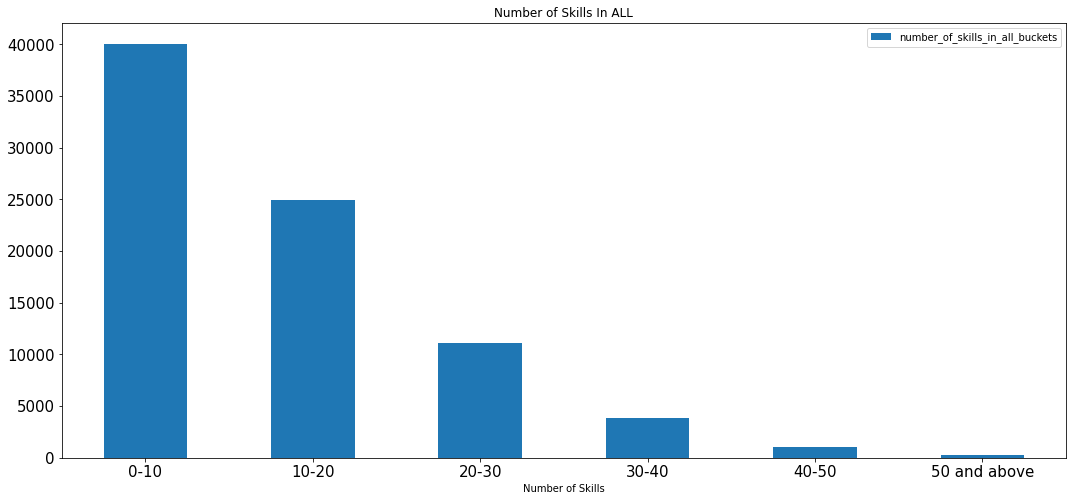 Number of Skills In ALL
number_of_skills_in_all_buckets
40000
35000
30000
25000
20000
15000
10000
5000
0
0-10 10-20 20-30 30-40 40-50 50 and above
Number of Skills